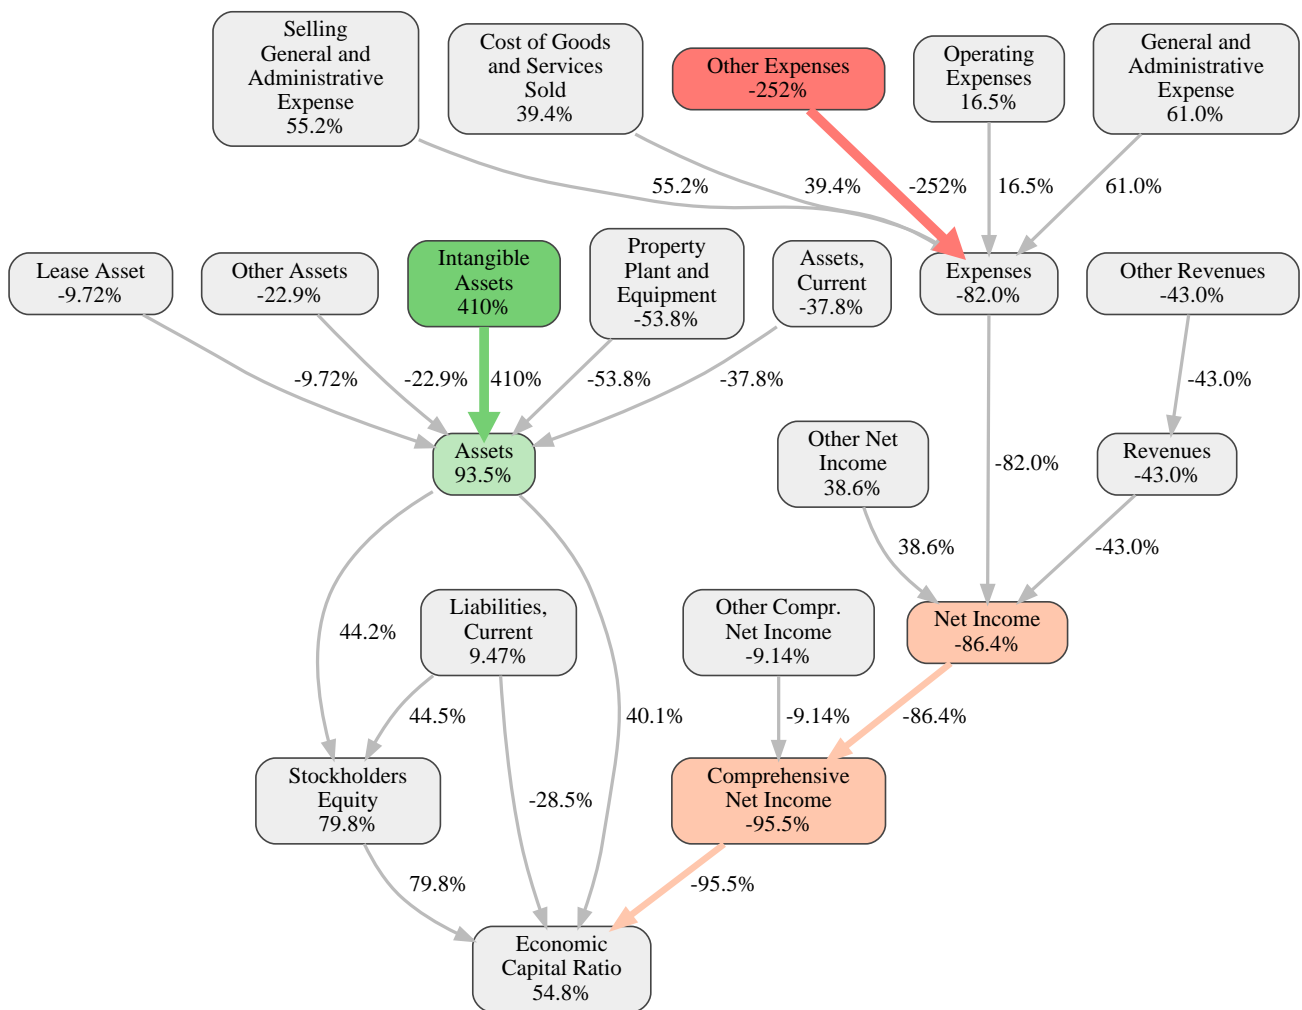 Selling
General and
Administrative
Expense
55.2%
Cost of Goods
and Services
Sold
39.4%
Other Expenses
-252%
Operating
Expenses
16.5%
General and
Administrative
Expense
61.0%
55.2%
39.4%
-252%
16.5%
61.0%
Lease Asset
-9.72%
Other Assets
-22.9%
Intangible
Assets
410%
Property
Plant and
Equipment
-53.8%
Assets,
Current
-37.8%
Expenses
-82.0%
Other Revenues
-43.0%
-9.72%
-22.9%
410%
-53.8%
-37.8%
-43.0%
Assets
93.5%
Other Net
Income
38.6%
-82.0%
Revenues
-43.0%
38.6%
-43.0%
Liabilities,
Current
9.47%
Other Compr.
Net Income
-9.14%
Net Income
-86.4%
44.2%
44.5%
40.1%
-9.14%
-86.4%
Stockholders
Equity
79.8%
-28.5%
Comprehensive
Net Income
-95.5%
79.8%
-95.5%
Economic
Capital Ratio
54.8%